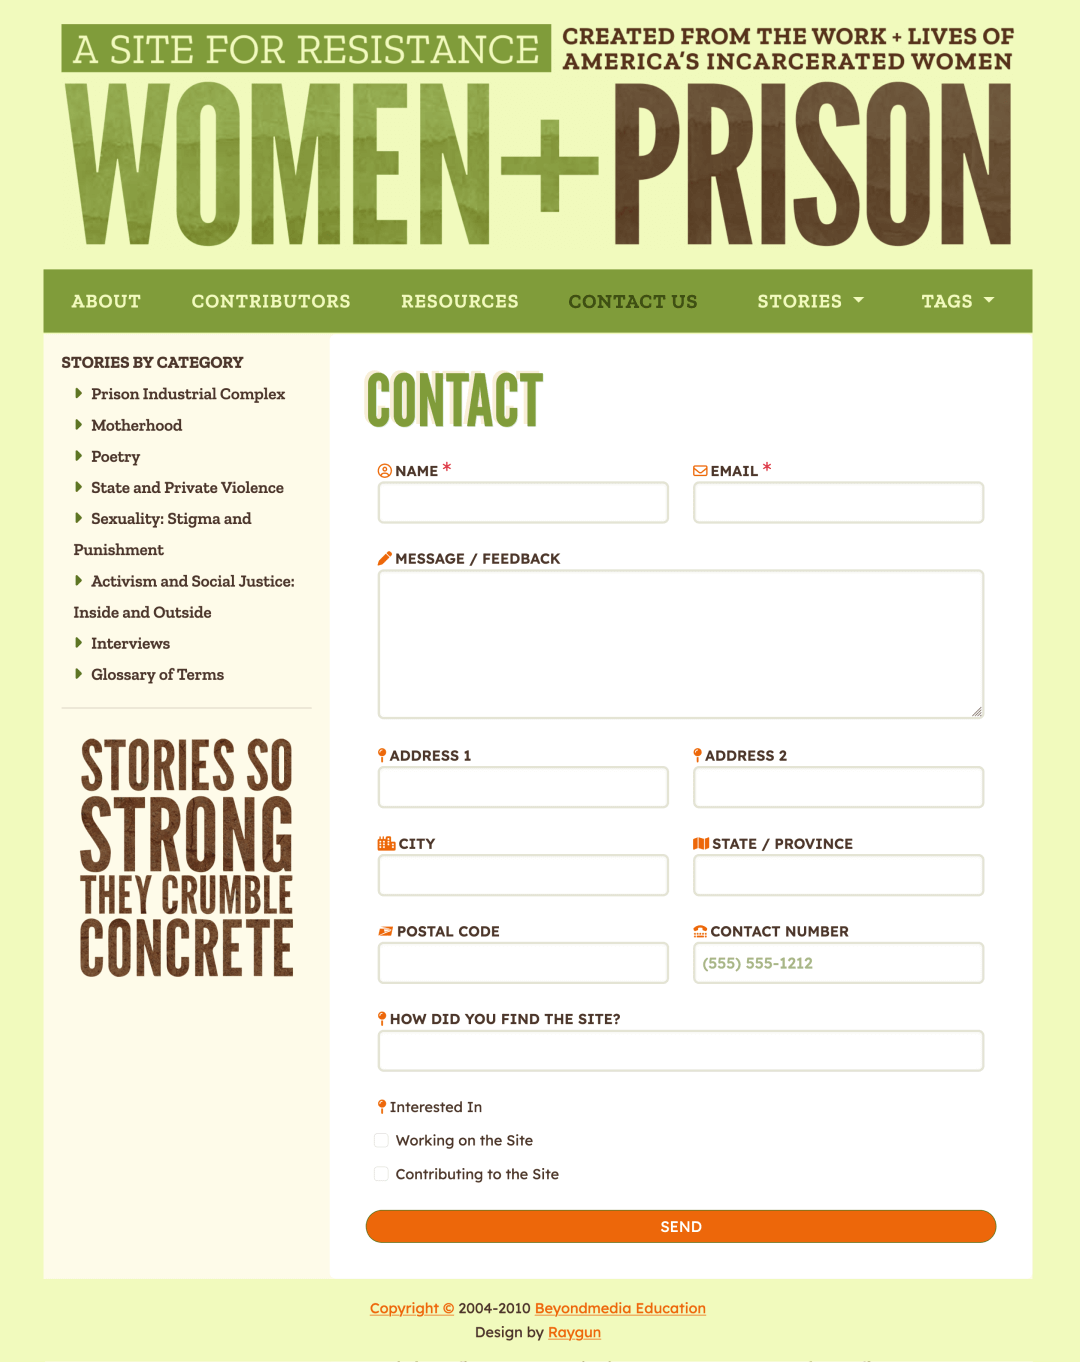 A SITE FOR RESISTANCE
CREATED FROM THE WORK + LIVES OF
AMERICA'S INCARCERATED WOMEN
WOMEN+PRISON
ABOUT CONTRIBUTORS RESOURCES CONTACT US STORIES TAGS
STORIES BY CATEGORY
Prison Industrial Complex
Motherhood
Poetry
State and Private Violence
Sexuality: Stigma and
Punishment
Activism and Social Justice:
Inside and Outside
Interviews
Glossary of Terms
STORIES SO
STRONG
THEY CRUMBLE
CONCRETE
CONTACT
NAME * EMAIL *
MESSAGE / FEEDBACK
ADDRESS 1 ADDRESS 2
CITY STATE / PROVINCE
POSTAL CODE CONTACT NUMBER
(555) 555-1212
HOW DID YOU FIND THE SITE?
Interested In
Working on the Site
Contributing to the Site
SEND
Copyright © 2004-2010 Beyondmedia Education
Design by Raygun